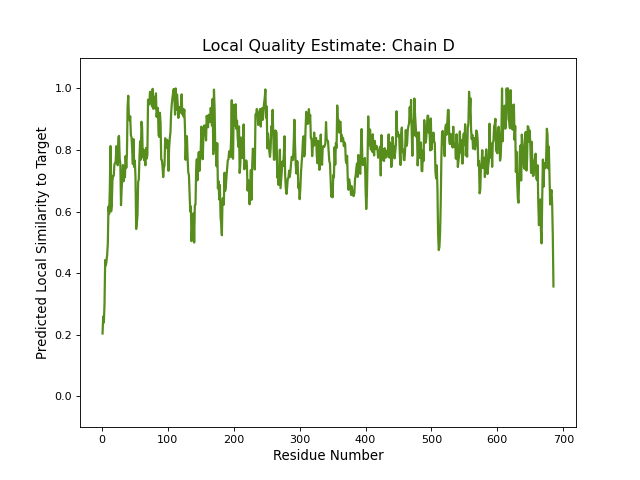 Local Quality Estimate: Chain D
Predicted Local Similarity to Target
1.0
0.8
0.6
0.4
0.2
0.0
0 100 200 300 400 500 600 700
Residue Number